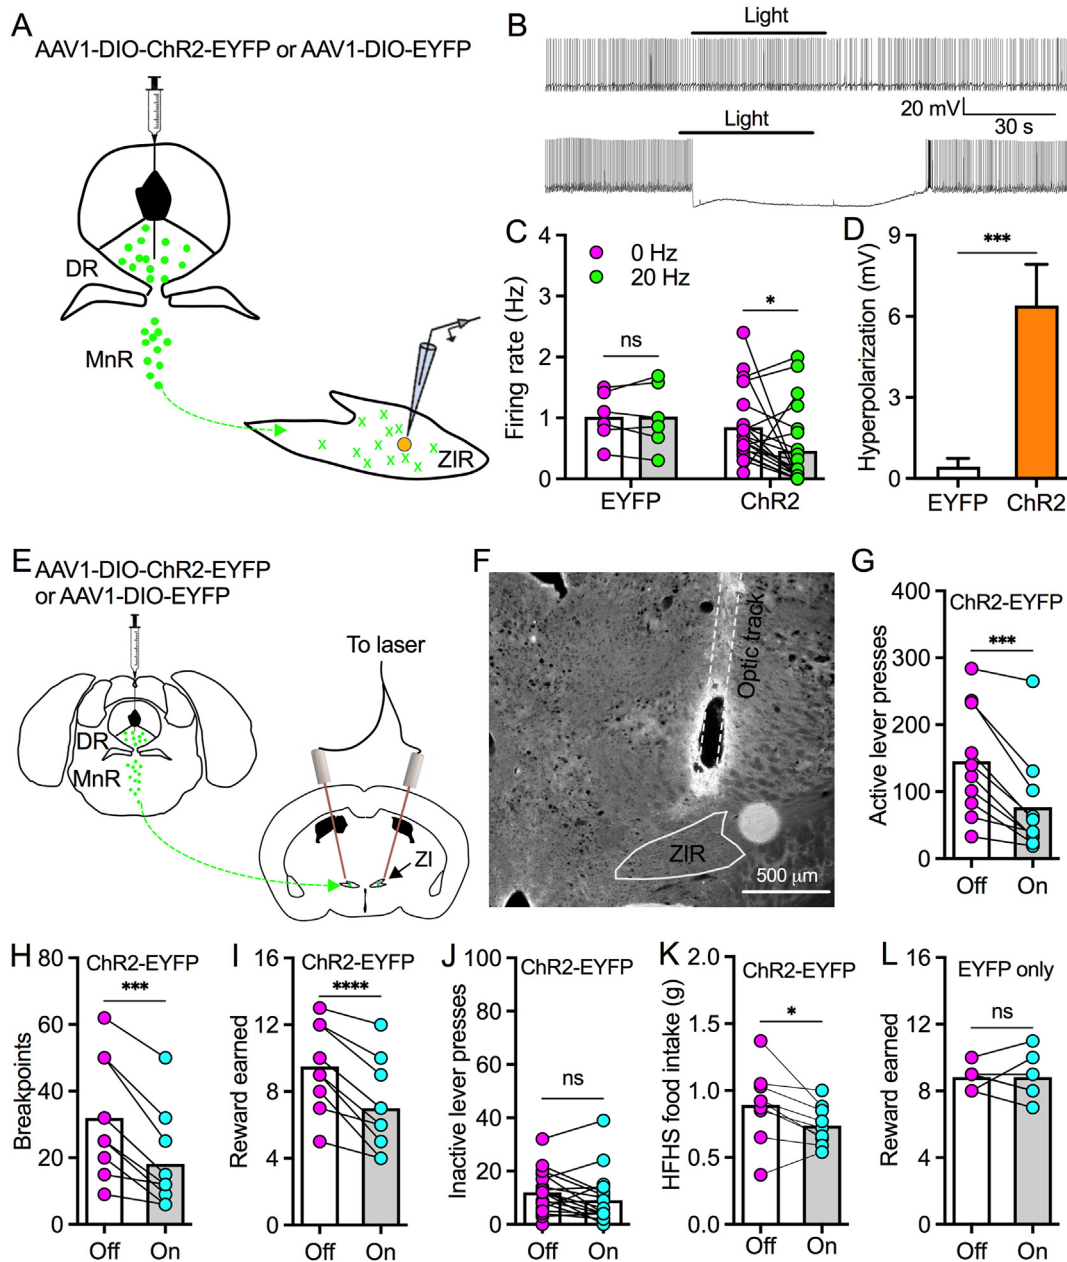 A
AAV1-DIO-ChR2-EYFP or AAV1-DIO-EYFP
DR
MnR
ZIR
B
Light
20 mV
30 s
Light
C
Firing rate (Hz)
4
3
2
1
0
0 Hz
20 Hz
ns
*
EYFP
ChR2
D
Hyperpolarization (mV)
9
6
3
0
***
EYFP
ChR2
E
AAV1-DIO-ChR2-EYFP
or AAV1-DIO-EYFP
DR
MnR
To laser
ZI
F
Optic track
ZIR
500 μm
G
Active lever presses
400
300
200
100
0
ChR2-EYFP
***
Off
On
H
Breakpoints
80
60
40
20
0
ChR2-EYFP
***
Off
On
I
Reward earned
16
12
8
4
0
ChR2-EYFP
****
Off
On
J
Inactive lever presses
100
80
60
40
20
0
ChR2-EYFP
ns
Off
On
K
HFHS food intake (g)
2.0
1.5
1.0
0.5
0.0
ChR2-EYFP
*
Off
On
L
Reward earned
16
12
8
4
0
EYFP only
ns
Off
On